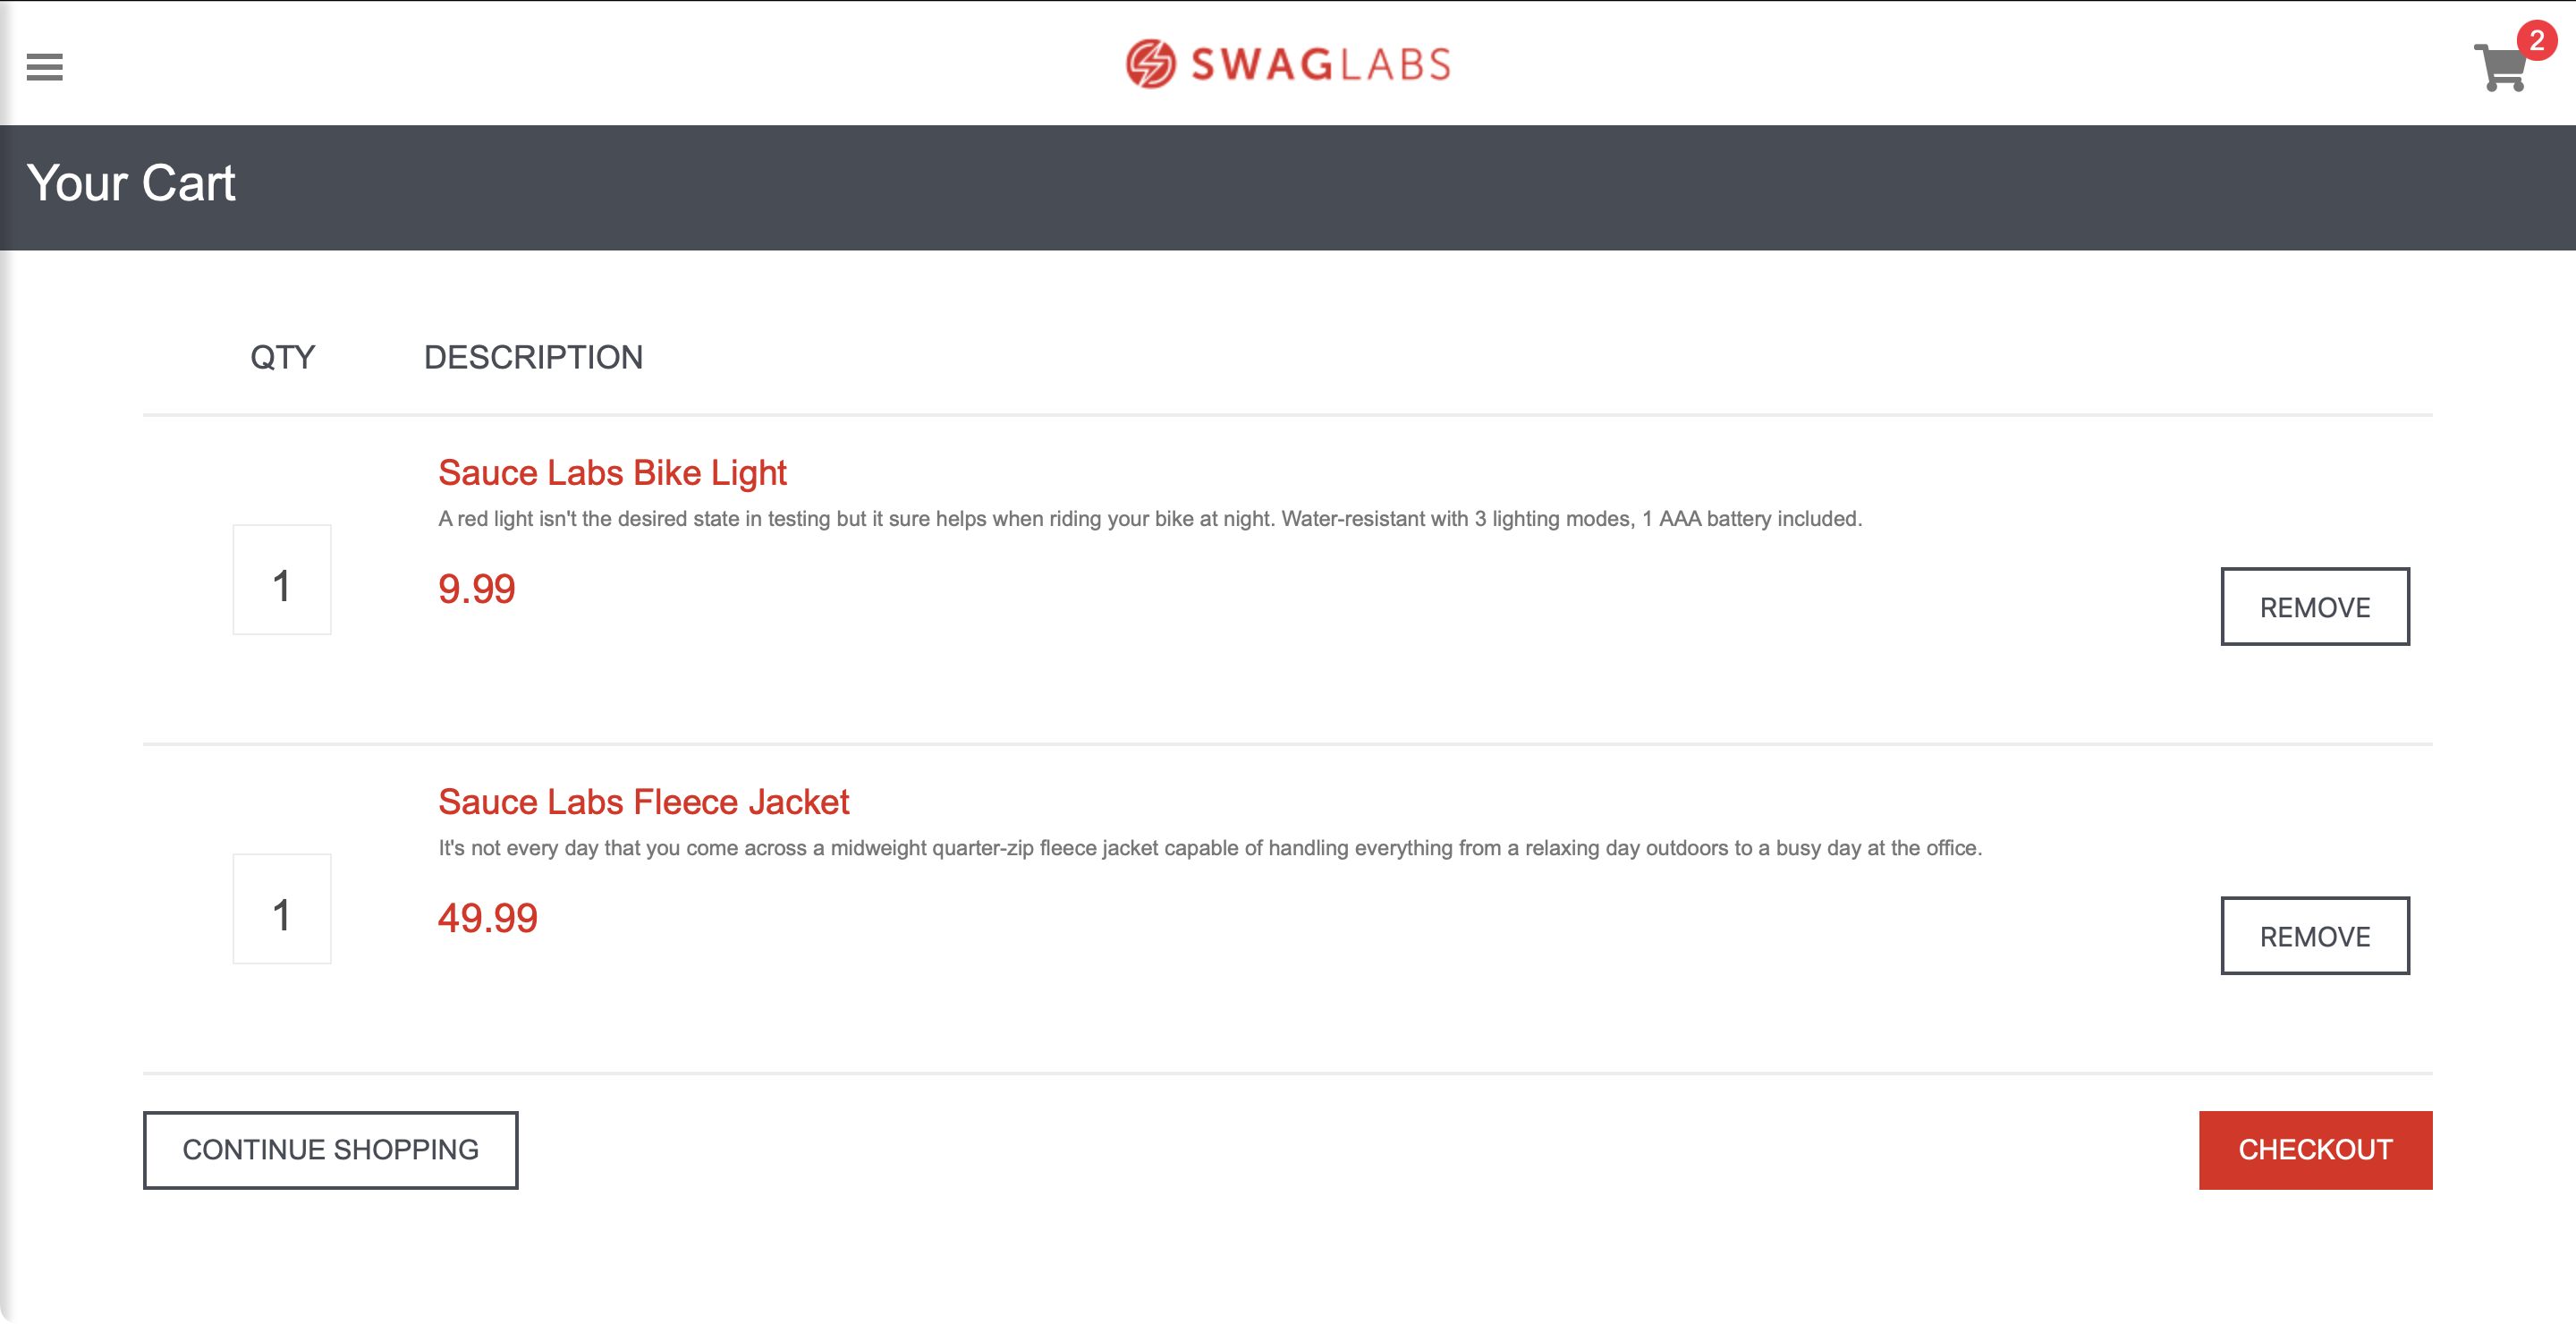 SWAGLABS
2
Your Cart
QTY DESCRIPTION
Sauce Labs Bike Light
A red light isn't the desired state in testing but it sure helps when riding your bike at night. Water-resistant with 3 lighting modes, 1 AAA battery included.
1
9.99
REMOVE
Sauce Labs Fleece Jacket
It's not every day that you come across a midweight quarter-zip fleece jacket capable of handling everything from a relaxing day outdoors to a busy day at the office.
1
49.99
REMOVE
CONTINUE SHOPPING
CHECKOUT